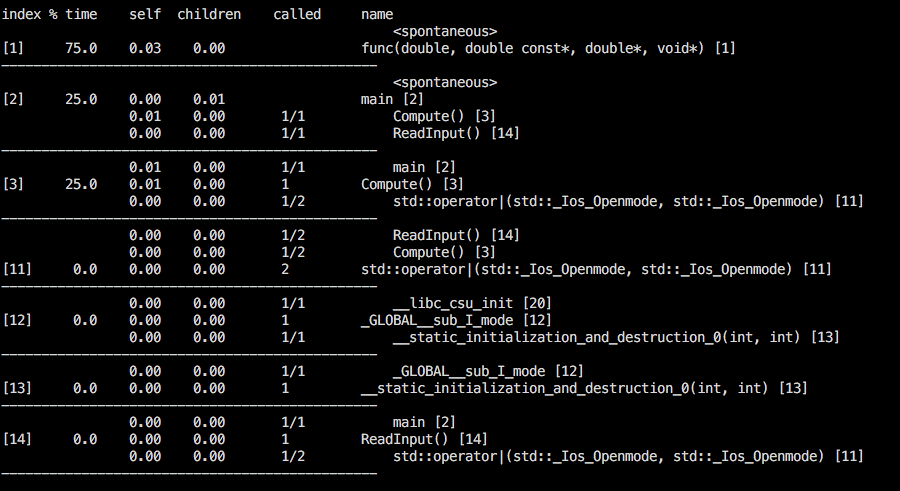 index % time    self  children    called     name
                                                 <spontaneous>
[1]     75.0    0.03    0.00                 func(double, double const*, double*, void*) [1]
-----------------------------------------------
                                                 <spontaneous>
[2]     25.0    0.00    0.01                 main [2]
                0.01    0.00       1/1           Compute() [3]
                0.00    0.00       1/1           ReadInput() [14]
-----------------------------------------------
                0.01    0.00       1/1           main [2]
[3]     25.0    0.01    0.00       1         Compute() [3]
                0.00    0.00       1/2           std::operator|(std::_Ios_Openmode, std::_Ios_Openmode) [11]
-----------------------------------------------
                0.00    0.00       1/2           ReadInput() [14]
                0.00    0.00       1/2           Compute() [3]
[11]     0.0    0.00    0.00       2         std::operator|(std::_Ios_Openmode, std::_Ios_Openmode) [11]
-----------------------------------------------
                0.00    0.00       1/1           __libc_csu_init [20]
[12]     0.0    0.00    0.00       1         _GLOBAL__sub_I_mode [12]
                0.00    0.00       1/1           __static_initialization_and_destruction_0(int, int) [13]
-----------------------------------------------
                0.00    0.00       1/1           _GLOBAL__sub_I_mode [12]
[13]     0.0    0.00    0.00       1         __static_initialization_and_destruction_0(int, int) [13]
-----------------------------------------------
                0.00    0.00       1/1           main [2]
[14]     0.0    0.00    0.00       1         ReadInput() [14]
                0.00    0.00       1/2           std::operator|(std::_Ios_Openmode, std::_Ios_Openmode) [11]
-----------------------------------------------